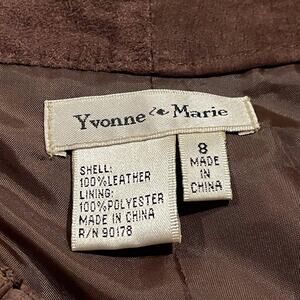 Yvonne Marie
SHELL:
100%LEATHER
LINING:
100%POLYESTER
MADE IN CHINA
R/N 90178
8
MADE
IN
CHINA